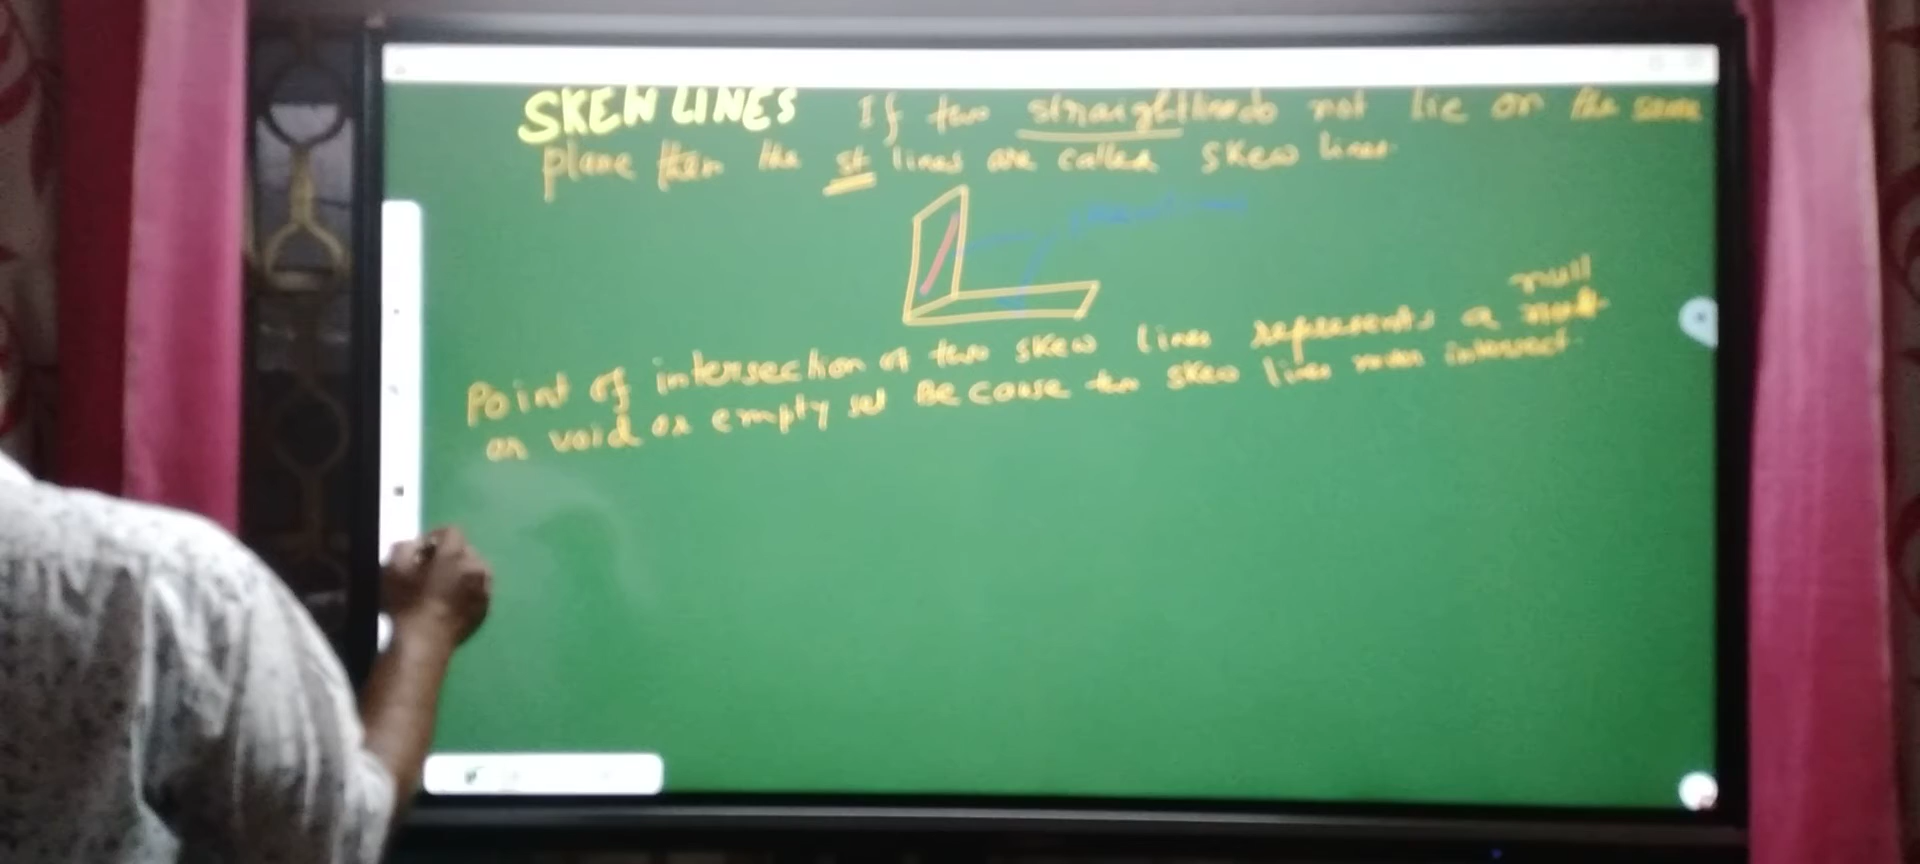 SKEW LINES If two straight lines do not lie on the same
plane then the st lines are called skew lines.
null
Point of intersection of two skew lines represents a
or void or empty set Because two skew lines never intersect.